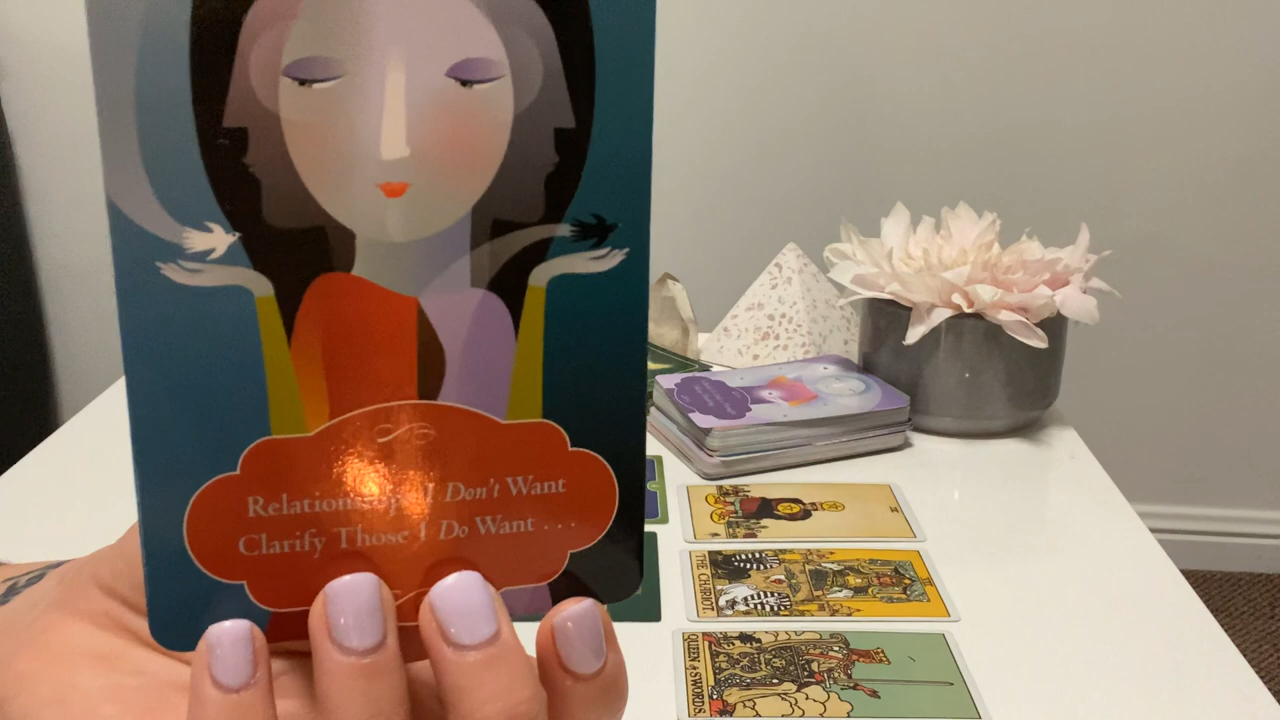 Relationships I Don't Want
Clarify Those I Do Want . . .
THE CHARIOT.
QUEEN of SWORDS.